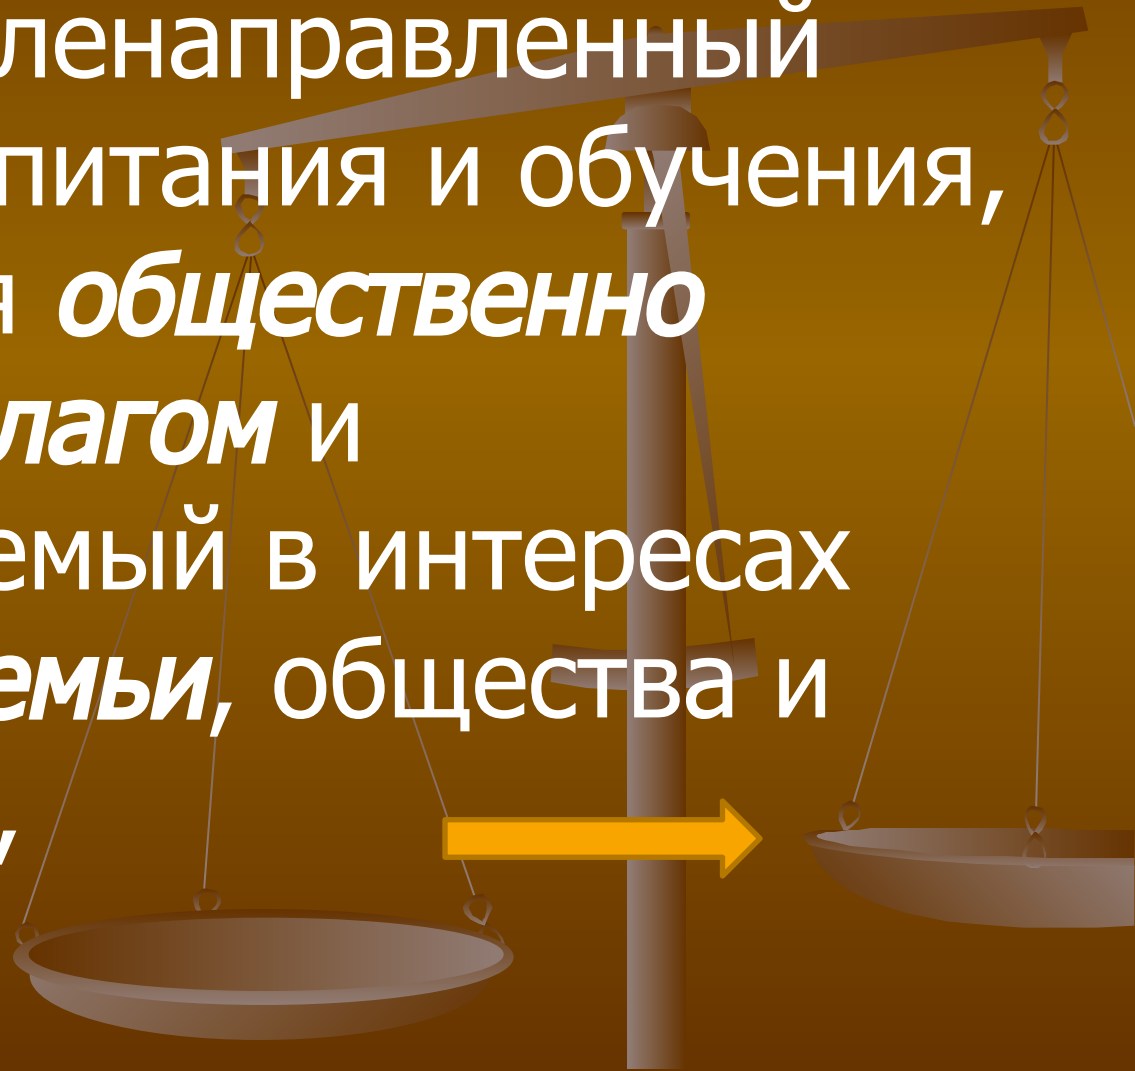 ленаправленный
питания и обучения,
я общественно
лагом и
емый в интересах
емьи, общества и
,